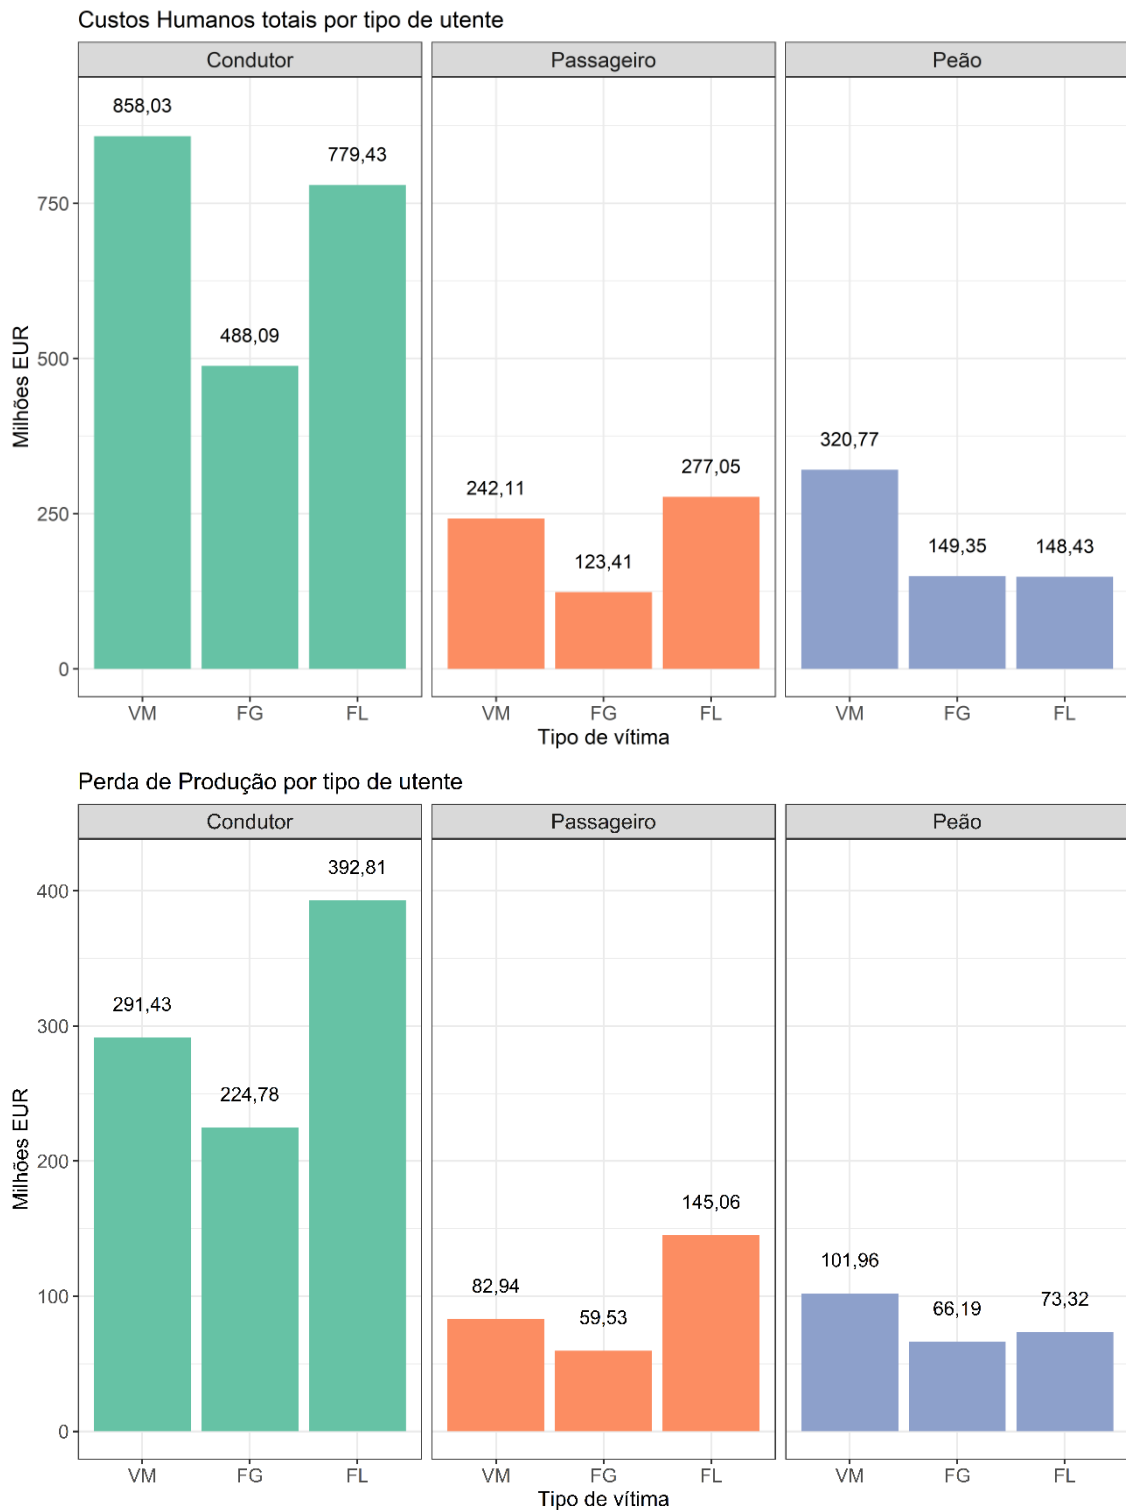 Custos Humanos totais por tipo de utente
Condutor Passageiro Peão
858,03
779,43
750
500
488,09
Milhões EUR
320,77
277,05
242,11
250
149,35 148,43
123,41
0
VM FG FL VM FG FL VM FG FL
Tipo de vítima
Perda de Produção por tipo de utente
Condutor Passageiro Peão
392,81
400
291,43
300
224,78
Milhões EUR
200
145,06
101,96
100
82,94
73,32
66,19
59,53
0
VM FG FL VM FG FL VM FG FL
Tipo de vítima